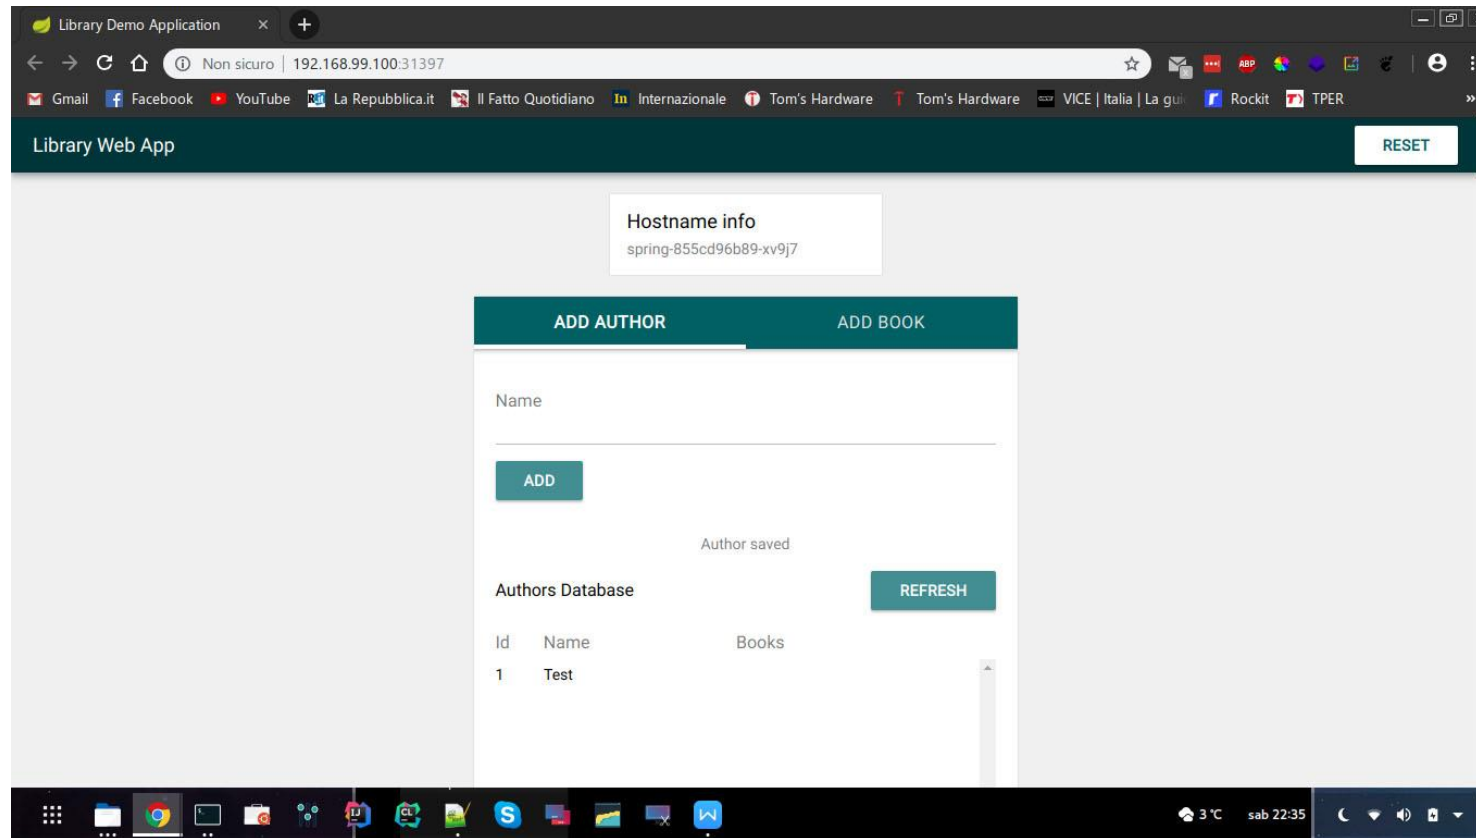 Library Demo Application
Non sicuro | 192.168.99.100:31397
ABP
Gmail Facebook YouTube La Repubblica.it Il Fatto Quotidiano In Internazionale Tom's Hardware Tom's Hardware VICE | Italia | La gui Rockit TPER »
Library Web App RESET
Hostname info
spring-855cd96b89-xv9j7
ADD AUTHOR ADD BOOK
Name
ADD
Author saved
Authors Database REFRESH
Id Name Books
1 Test
3 °C sab 22:35